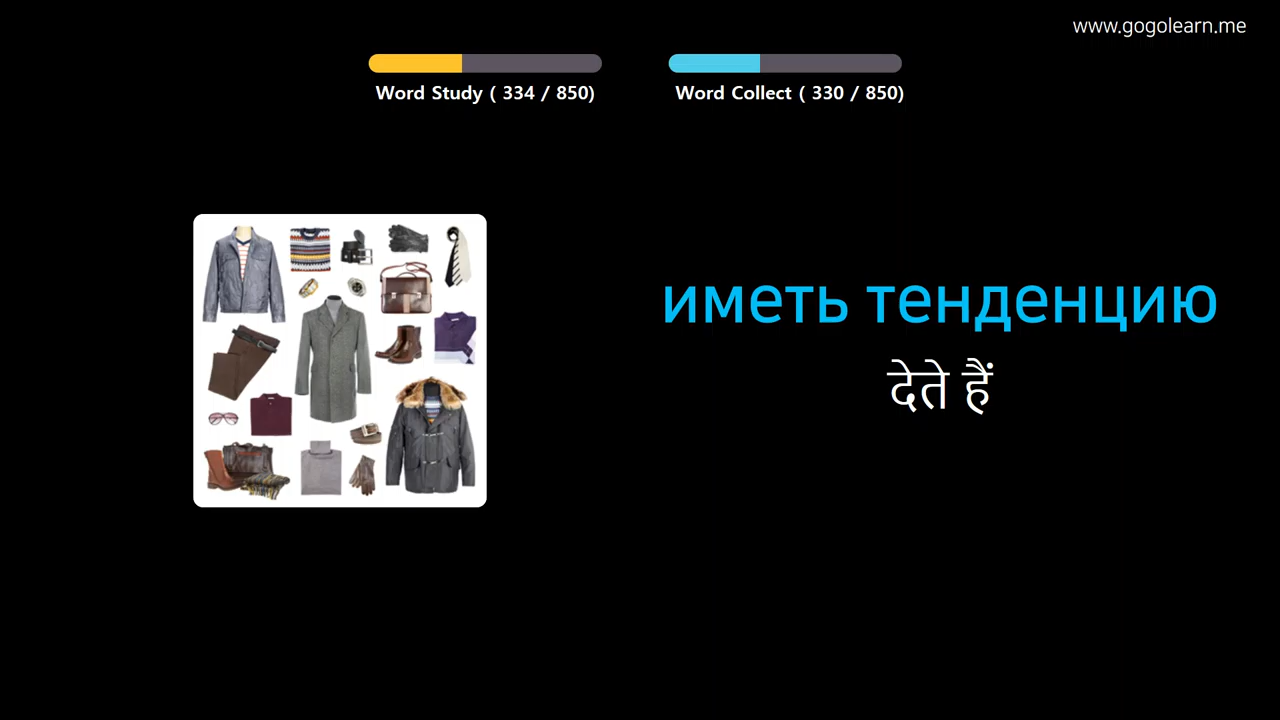 www.gogolearn.me
Word Study ( 334 / 850)
Word Collect ( 330 / 850)
иметь тенденцию
देते हैं